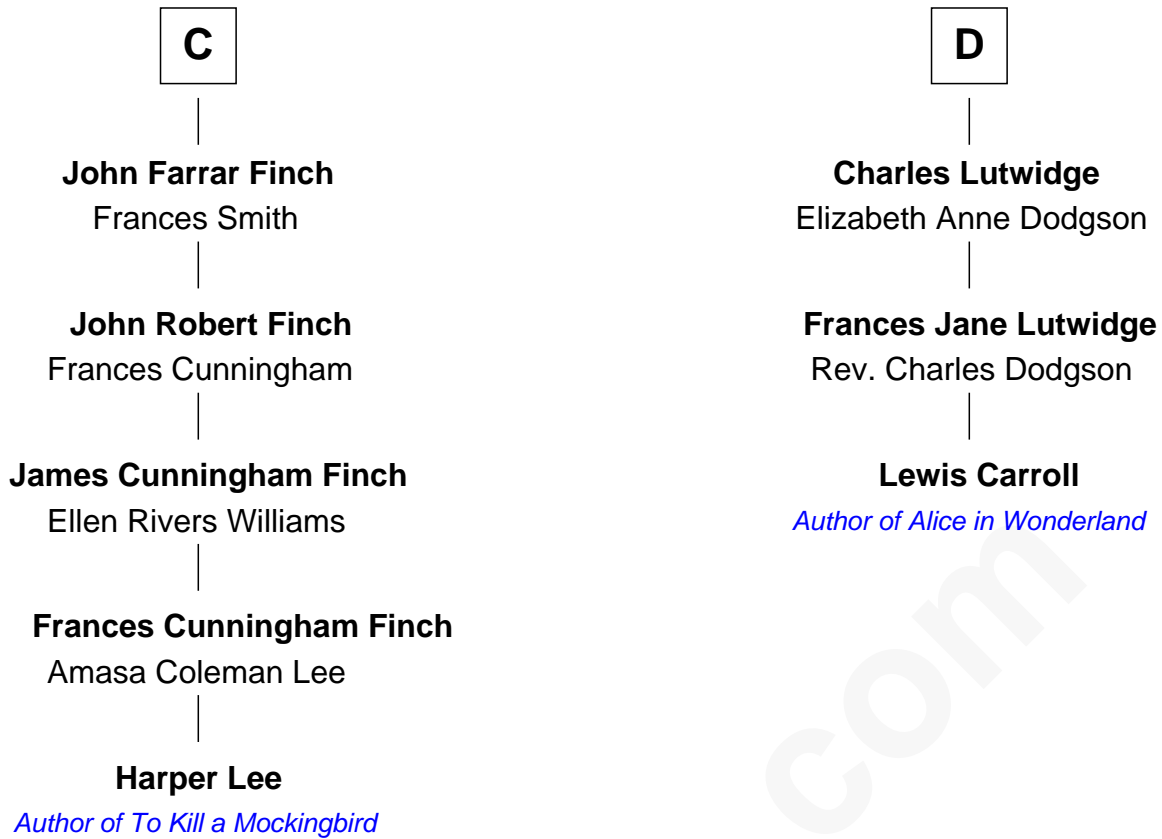 C
John Farrar Finch
Frances Smith
John Robert Finch
Frances Cunningham
James Cunningham Finch
Ellen Rivers Williams
Frances Cunningham Finch
Amasa Coleman Lee
Harper Lee
Author of To Kill a Mockingbird
D
Charles Lutwidge
Elizabeth Anne Dodgson
Frances Jane Lutwidge
Rev. Charles Dodgson
Lewis Carroll
Author of Alice in Wonderland
com